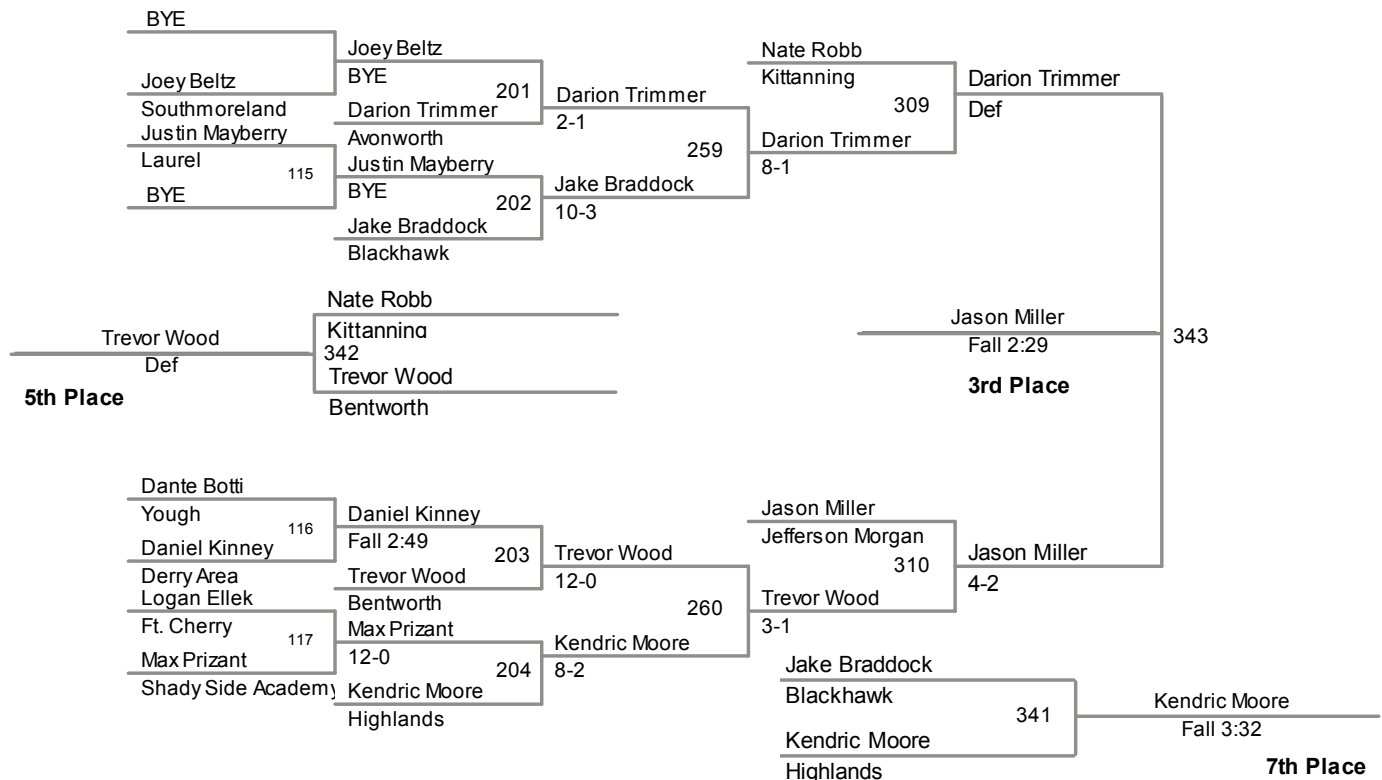 BYE
Joey Beltz
Southmoreland
Justin Mayberry
Laurel
115
BYE
Joey Beltz
BYE
201
Darion Trimmer
Avonworth
Justin Mayberry
BYE
202
Jake Braddock
Blackhawk
Darion Trimmer
2-1
259
Jake Braddock
10-3
Nate Robb
Kittanning
309
Darion Trimmer
8-1
Darion Trimmer
Def
Nate Robb
Kittanning
342
Trevor Wood
Bentworth
Trevor Wood
Def
5th Place
Jason Miller
Fall 2:29
343
3rd Place
Dante Botti
Yough
116
Daniel Kinney
Derry Area
Logan Ellek
Ft. Cherry
117
Max Prizant
Shady Side Academy
Daniel Kinney
Fall 2:49
203
Trevor Wood
Bentworth
Max Prizant
12-0
204
Kendric Moore
Highlands
Trevor Wood
12-0
260
Kendric Moore
8-2
Jason Miller
Jefferson Morgan
310
Trevor Wood
3-1
Jason Miller
4-2
Jake Braddock
Blackhawk
341
Kendric Moore
Highlands
Kendric Moore
Fall 3:32
7th Place